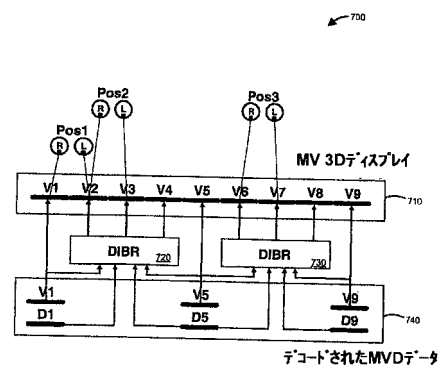 700
Pos2
Pos3
R L
R L
Pos1
R L
MV 3Dディスプレイ
V1 V2 V3 V4 V5 V6 V7 V8 V9
710
DIBR 720
DIBR 730
V1 V5 V9
740
D1 D5 D9
デコードされたMVDデータ